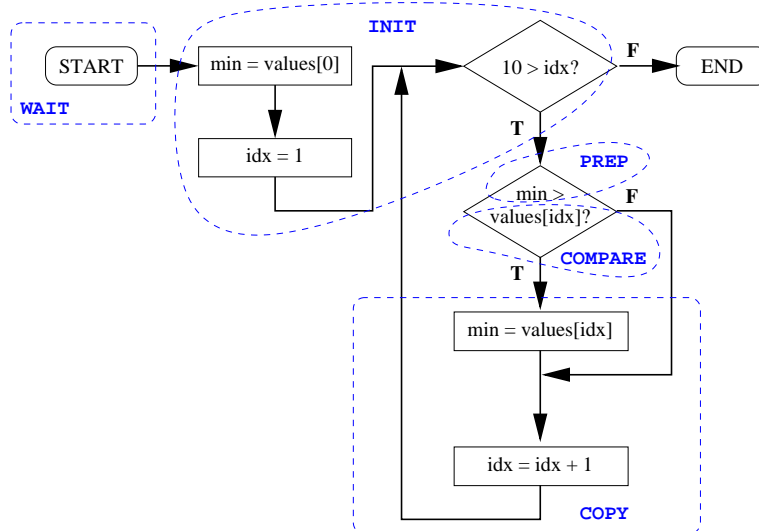 INIT
START
min = values[0]
10 > idx?
F
END
WAIT
idx = 1
T
PREP
min >
values[idx]?
F
COMPARE
T
min = values[idx]
idx = idx + 1
COPY